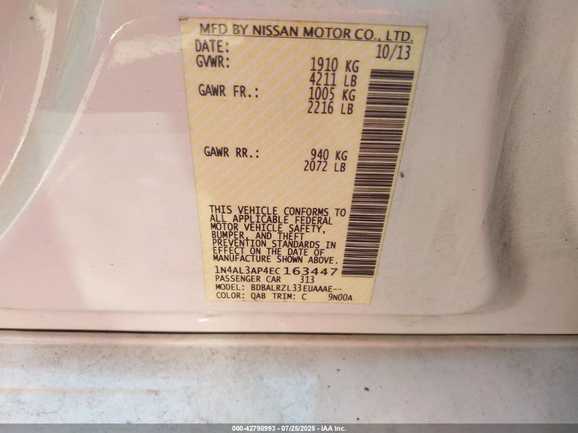 MFD BY NISSAN MOTOR CO., LTD.
DATE: 10/13
GVWR: 1910 KG
4211 LB
GAWR FR.: 1005 KG
2216 LB
GAWR RR.: 940 KG
2072 LB
THIS VEHICLE CONFORMS TO
ALL APPLICABLE FEDERAL
MOTOR VEHICLE SAFETY,
BUMPER, AND THEFT
PREVENTION STANDARDS IN
EFFECT ON THE DATE OF
MANUFACTURE SHOWN ABOVE.
1N4AL3AP4EC163447
PASSENGER CAR 313
MODEL: BDBALRZL33EUAAAE--
COLOR: QAB TRIM: C 9N00A
000-42790993 - 07/25/2025 - IAA Inc.